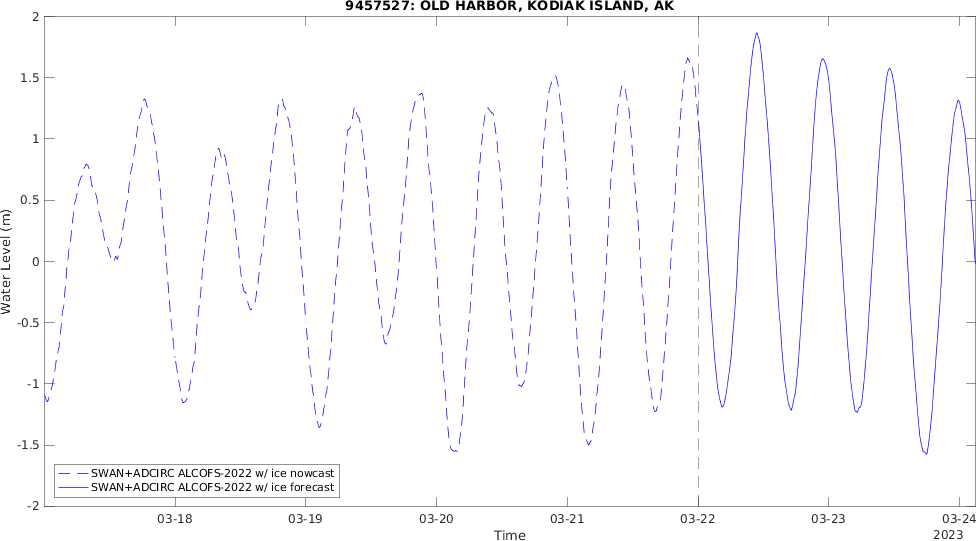 9457527: OLD HARBOR, KODIAK ISLAND, AK
Water Level (m)
2
1.5
1
0.5
0
-0.5
-1
-1.5
-2
SWAN+ADCIRC ALCOFS-2022 w/ ice nowcast
SWAN+ADCIRC ALCOFS-2022 w/ ice forecast
03-18 03-19 03-20 03-21 03-22 03-23 03-24
Time
2023